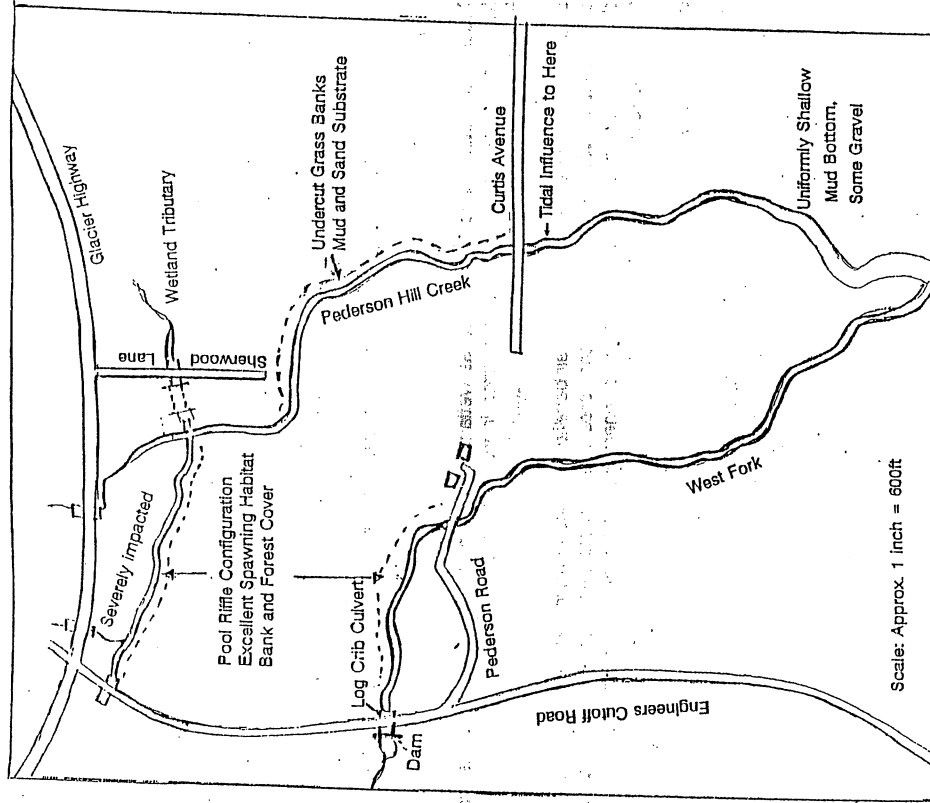 Glacier Highway
Wetland Tributary
Sherwood
Lane
Severely impacted
Undercut Grass Banks
Mud and Sand Substrate
Pederson Hill Creek
Curtis Avenue
Tidal Influence to Here
Uniformly Shallow
Mud Bottom,
Some Gravel
Pool Riffle Configuration
Excellent Spawning Habitat
Bank and Forest Cover
Log Crib Culvert
Dam
Pederson Road
West Fork
Engineers Cutoff Road
Scale: Approx. 1 inch = 600ft